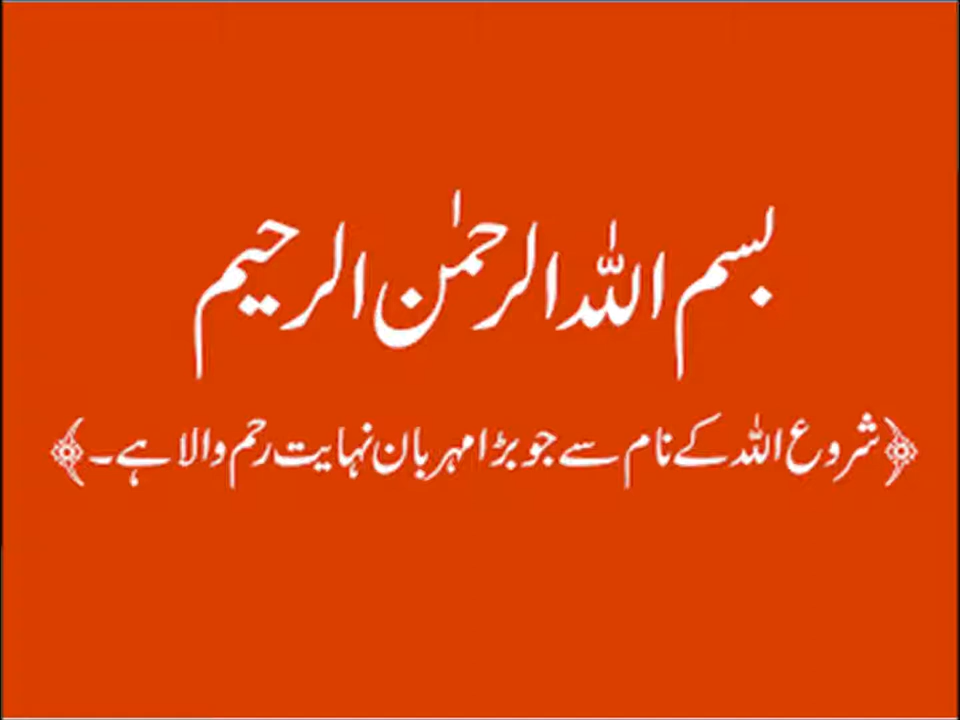 بسم اللہ الرحمٰن الرحیم
﴿شروع اللہ کے نام سے جو بڑا مہربان نہایت رحم والا ہے۔﴾